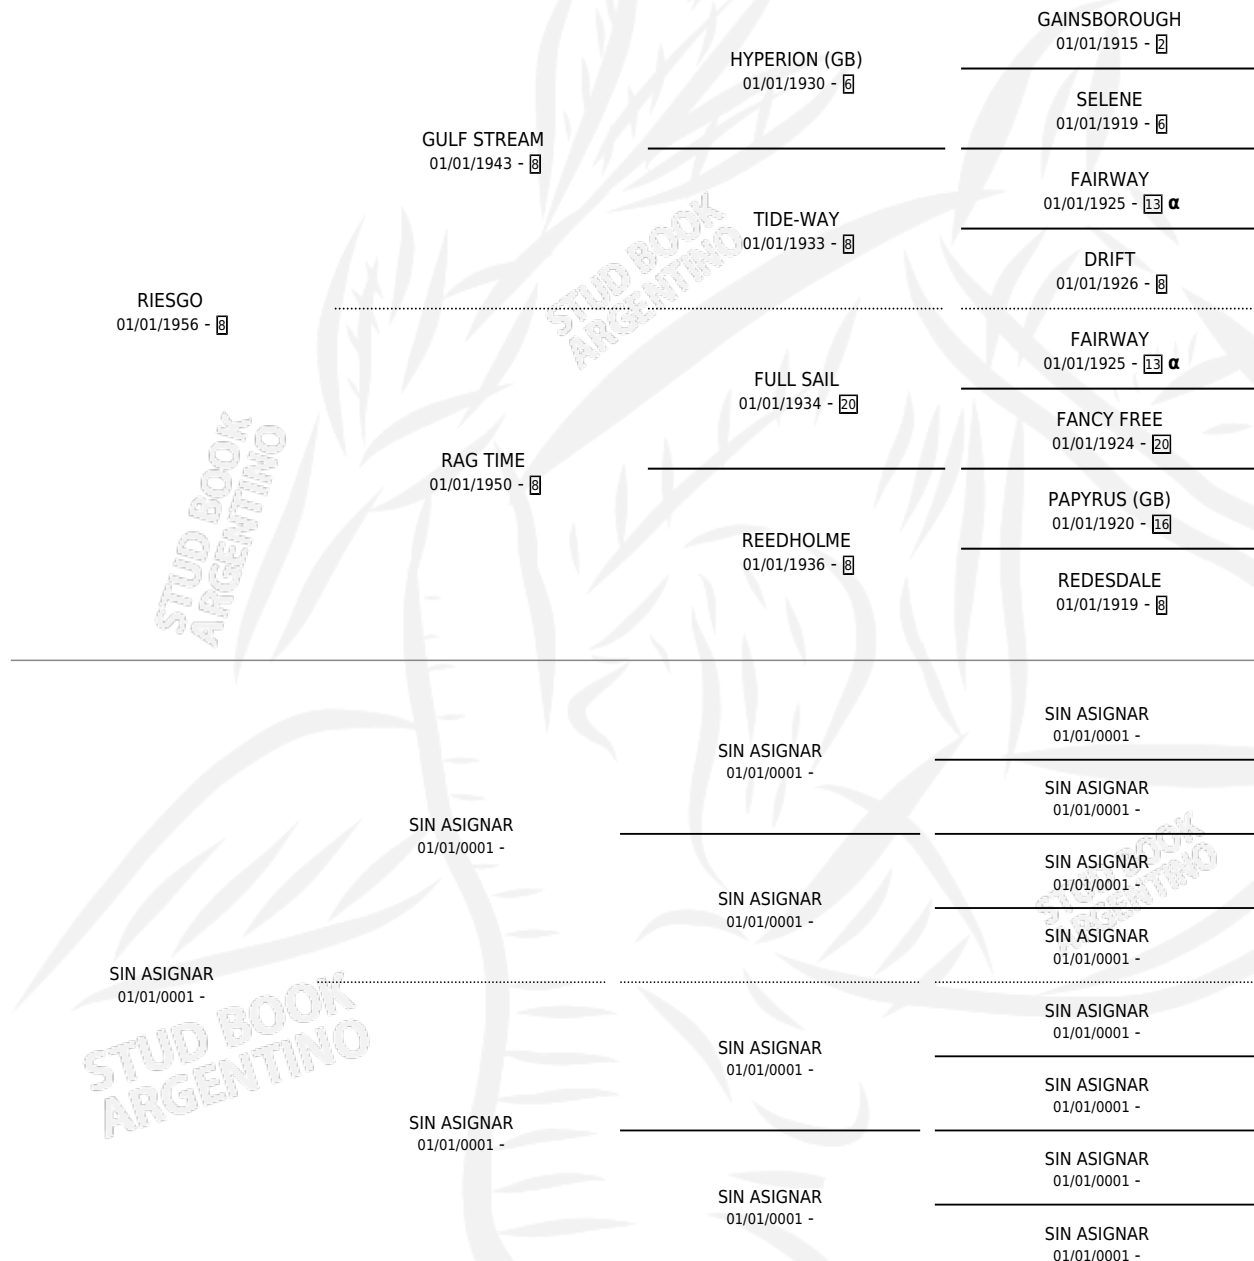 GAINSBOROUGH
01/01/1915 - 2
HYPERION (GB)
01/01/1930 - 6
SELENE
01/01/1919 - 6
GULF STREAM
01/01/1943 - 8
FAIRWAY
01/01/1925 - 13 α
TIDE-WAY
01/01/1933 - 8
DRIFT
01/01/1926 - 8
RIESGO
01/01/1956 - 8
FAIRWAY
01/01/1925 - 13 α
FULL SAIL
01/01/1934 - 20
FANCY FREE
01/01/1924 - 20
RAG TIME
01/01/1950 - 8
PAPYRUS (GB)
01/01/1920 - 16
REEDHOLME
01/01/1936 - 8
REDESDALE
01/01/1919 - 8
STUD BOOK
ARGENTINO
STUD BOOK
ARGENTINO
SIN ASIGNAR
01/01/0001 -
SIN ASIGNAR
01/01/0001 -
SIN ASIGNAR
01/01/0001 -
SIN ASIGNAR
01/01/0001 -
SIN ASIGNAR
01/01/0001 -
SIN ASIGNAR
01/01/0001 -
SIN ASIGNAR
01/01/0001 -
STUD BOOK
ARGENTINO
SIN ASIGNAR
01/01/0001 -
SIN ASIGNAR
01/01/0001 -
SIN ASIGNAR
01/01/0001 -
SIN ASIGNAR
01/01/0001 -
SIN ASIGNAR
01/01/0001 -
SIN ASIGNAR
01/01/0001 -
SIN ASIGNAR
01/01/0001 -
SIN ASIGNAR
01/01/0001 -
STUD BOOK
ARGENTINO